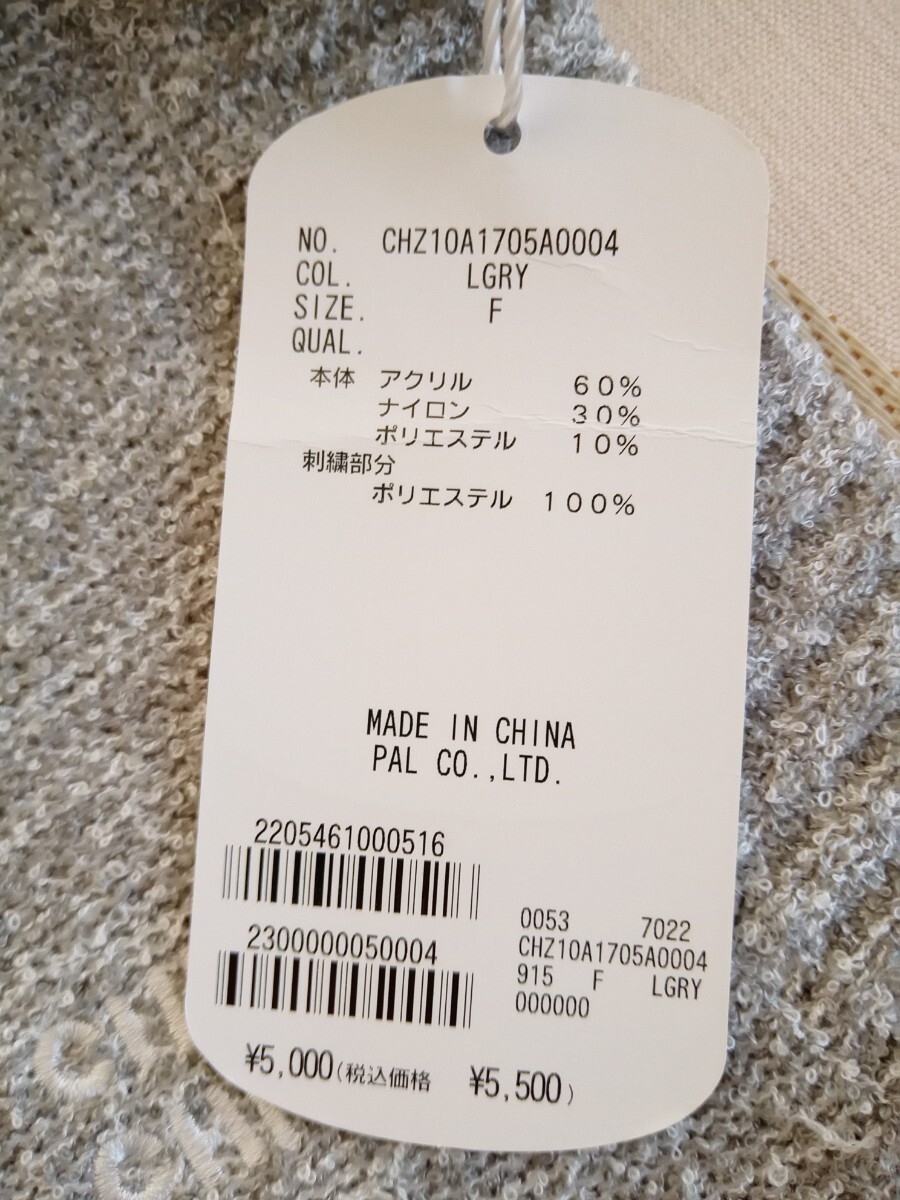 NO. CHZ10A1705A0004
COL. LGRY
SIZE. F
QUAL.
本体 アクリル 60%
ナイロン 30%
ポリエステル 10%
刺繍部分
ポリエステル 100%
MADE IN CHINA
PAL CO.,LTD.
2205461000516
2300000050004
0053 7022
CHZ10A1705A0004
915 F LGRY
000000
¥5,000(税込価格 ¥5,500)